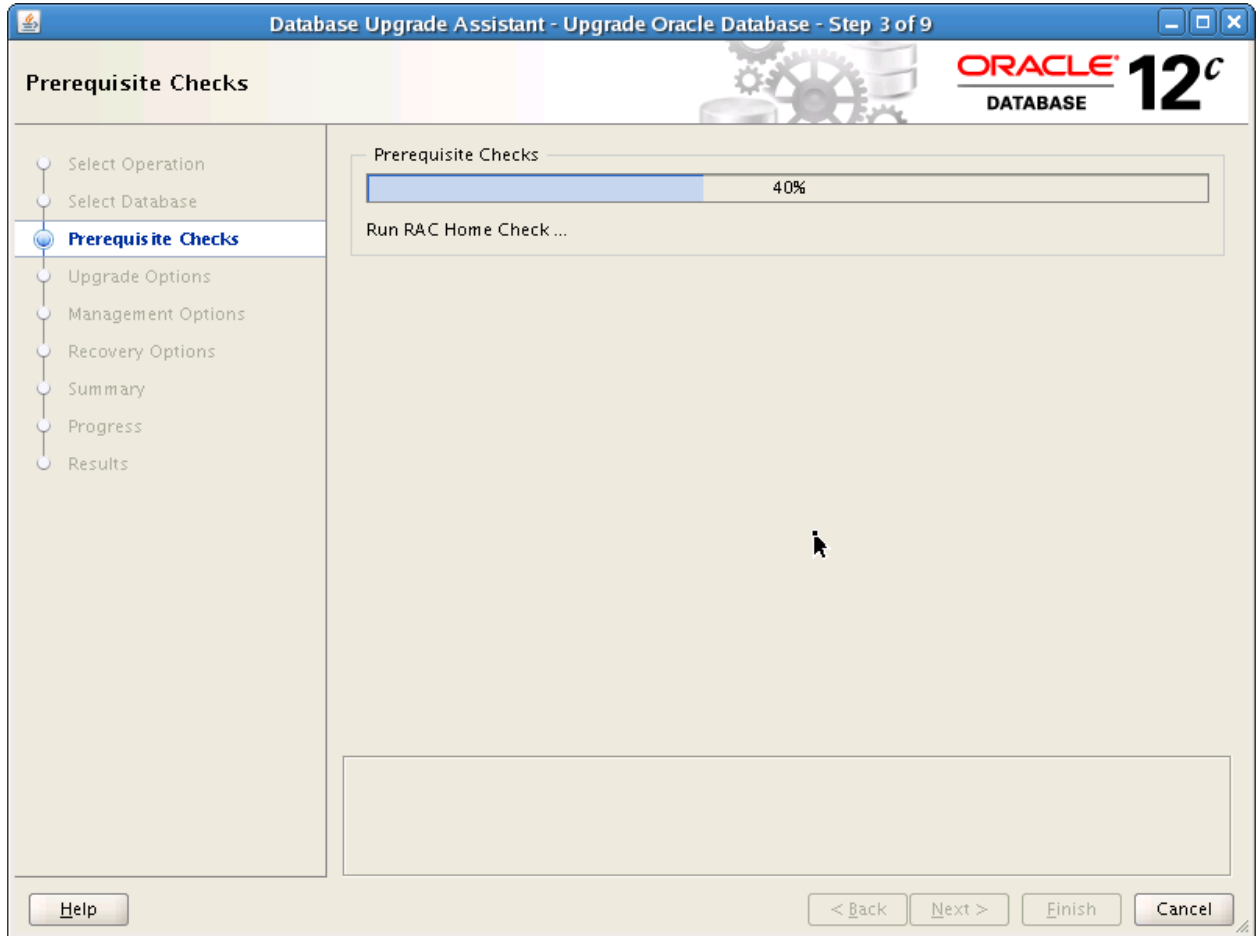 Database Upgrade Assistant - Upgrade Oracle Database - Step 3 of 9
Prerequisite Checks
ORACLE
DATABASE
12c
Select Operation
Select Database
Prerequisite Checks
Upgrade Options
Management Options
Recovery Options
Summary
Progress
Results
Prerequisite Checks
40%
Run RAC Home Check ...
Help
< Back
Next >
Finish
Cancel